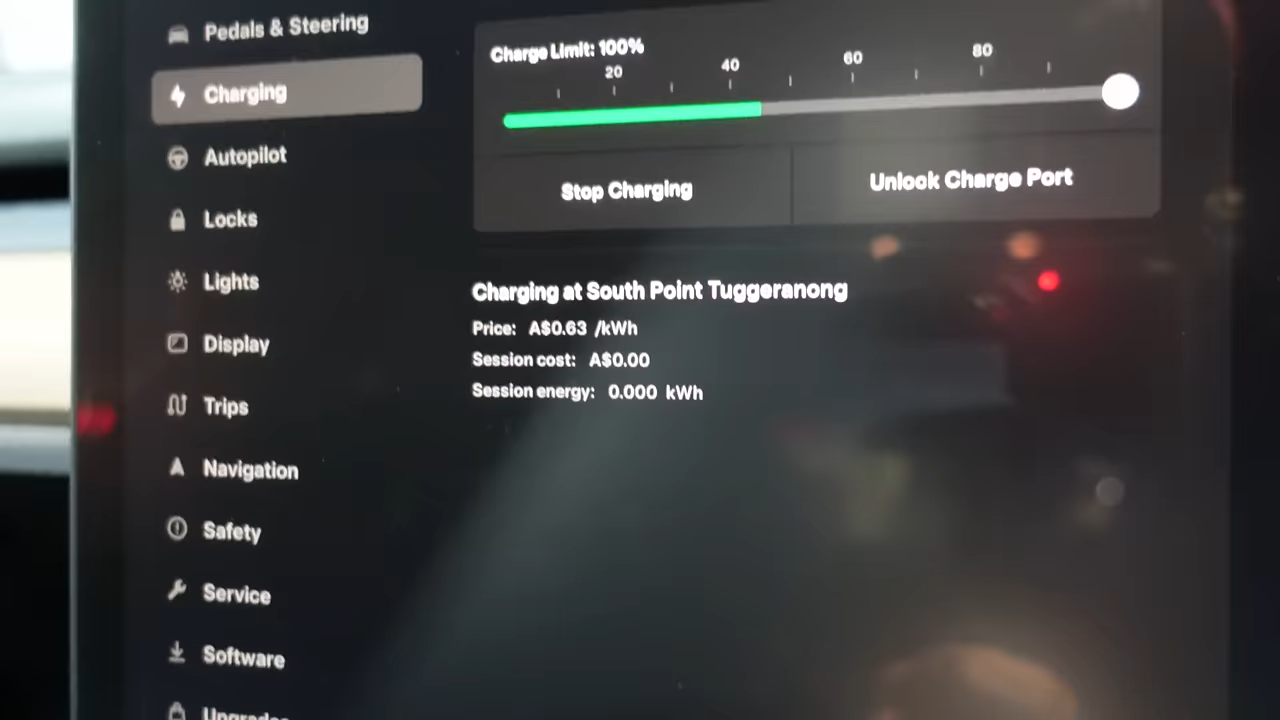 Pedals & Steering
Charging
Autopilot
Locks
Lights
Display
Trips
Navigation
Safety
Service
Software
Upgrades
Charge Limit: 100%
20 40 60 80
Stop Charging
Unlock Charge Port
Charging at South Point Tuggeranong
Price: A$0.63 /kWh
Session cost: A$0.00
Session energy: 0.000 kWh